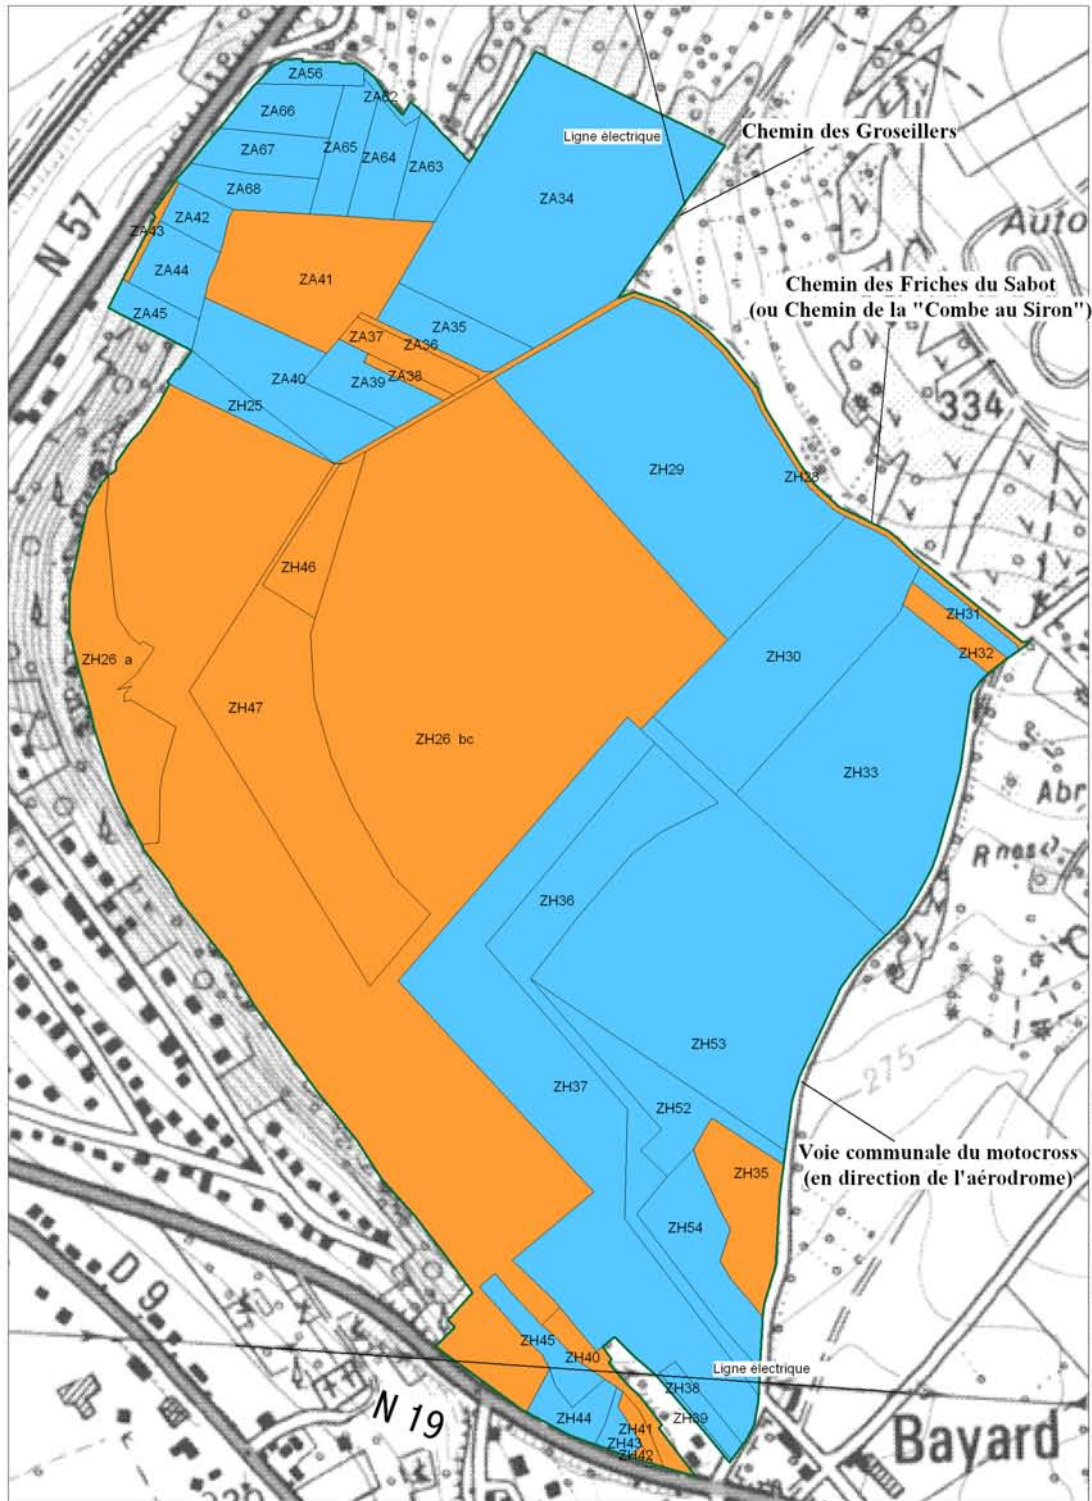 ZA56
ZA62
ZA66
ZA65
ZA64
ZA63
ZA67
ZA68
ZA42
ZA43
ZA44
ZA45
ZA41
ZA34
Ligne électrique
Chemin des Groseillers
N 57
Auto
Chemin des Friches du Sabot
(ou Chemin de la "Combe au Siron")
ZA35
ZA37
ZA36
ZA38
ZA40
ZA39
ZH25
334
ZH29
ZH28
ZH46
ZH31
ZH32
ZH26 a
ZH30
ZH47
ZH26 bc
ZH33
Abr
ZH36
ZH53
275
ZH37
ZH52
Voie communale du motocross
(en direction de l'aérodrome)
ZH35
ZH54
D 9
ZH45
ZH40
Ligne électrique
ZH38
ZH39
N 19
ZH44
ZH41
ZH43
ZH42
Bayard